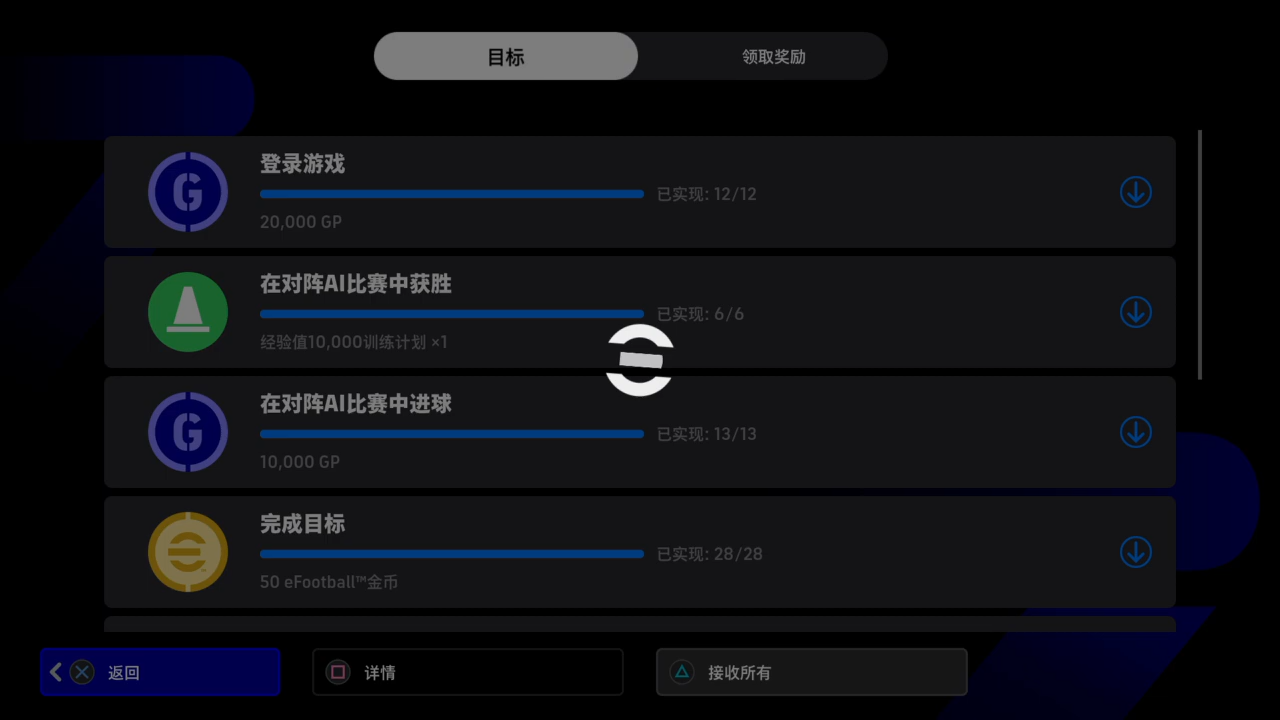 目标
领取奖励
登录游戏
已实现: 12/12
20,000 GP
在对阵AI比赛中获胜
已实现: 6/6
经验值10,000训练计划 ×1
在对阵AI比赛中进球
已实现: 13/13
10,000 GP
完成目标
已实现: 28/28
50 eFootball™金币
返回
详情
接收所有